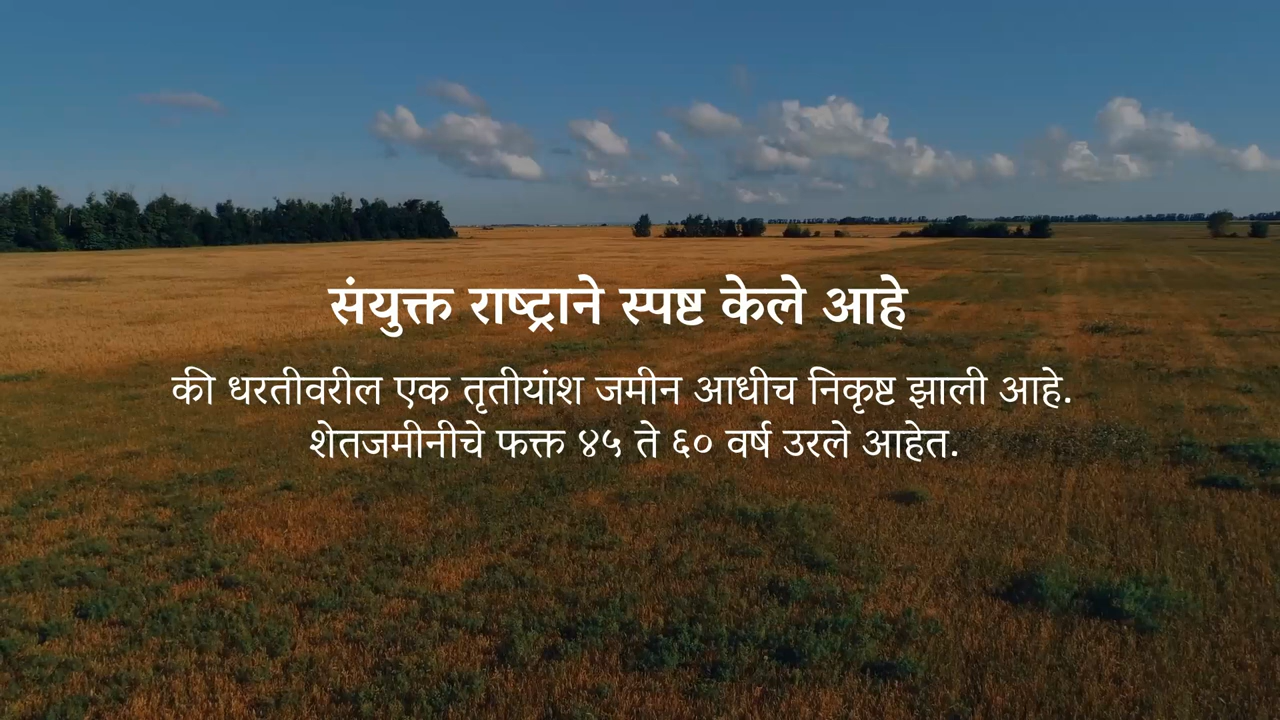 संयुक्त राष्ट्राने स्पष्ट केले आहे
की धरतीवरील एक तृतीयांश जमीन आधीच निकृष्ट झाली आहे.
शेतजमीनीचे फक्त ४५ ते ६० वर्ष उरले आहेत.